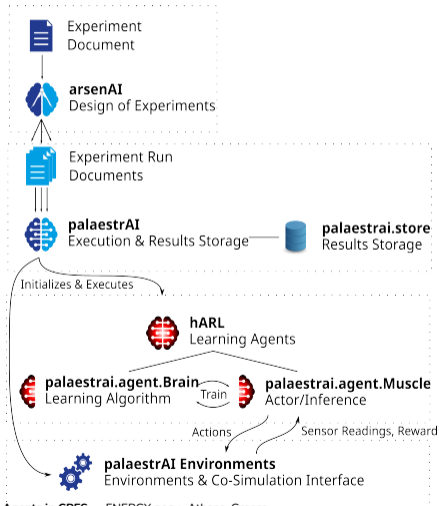 Experiment
Document
arsenAI
Design of Experiments
Experiment Run
Documents
palaestrAI
Execution & Results Storage
palaestrai.store
Results Storage
Initializes & Executes
hARL
Learning Agents
palaestrai.agent.Brain
Learning Algorithm
Train
palaestrai.agent.Muscle
Actor/Inference
Actions
Sensor Readings, Reward
palaestrAI Environments
Environments & Co-Simulation Interface